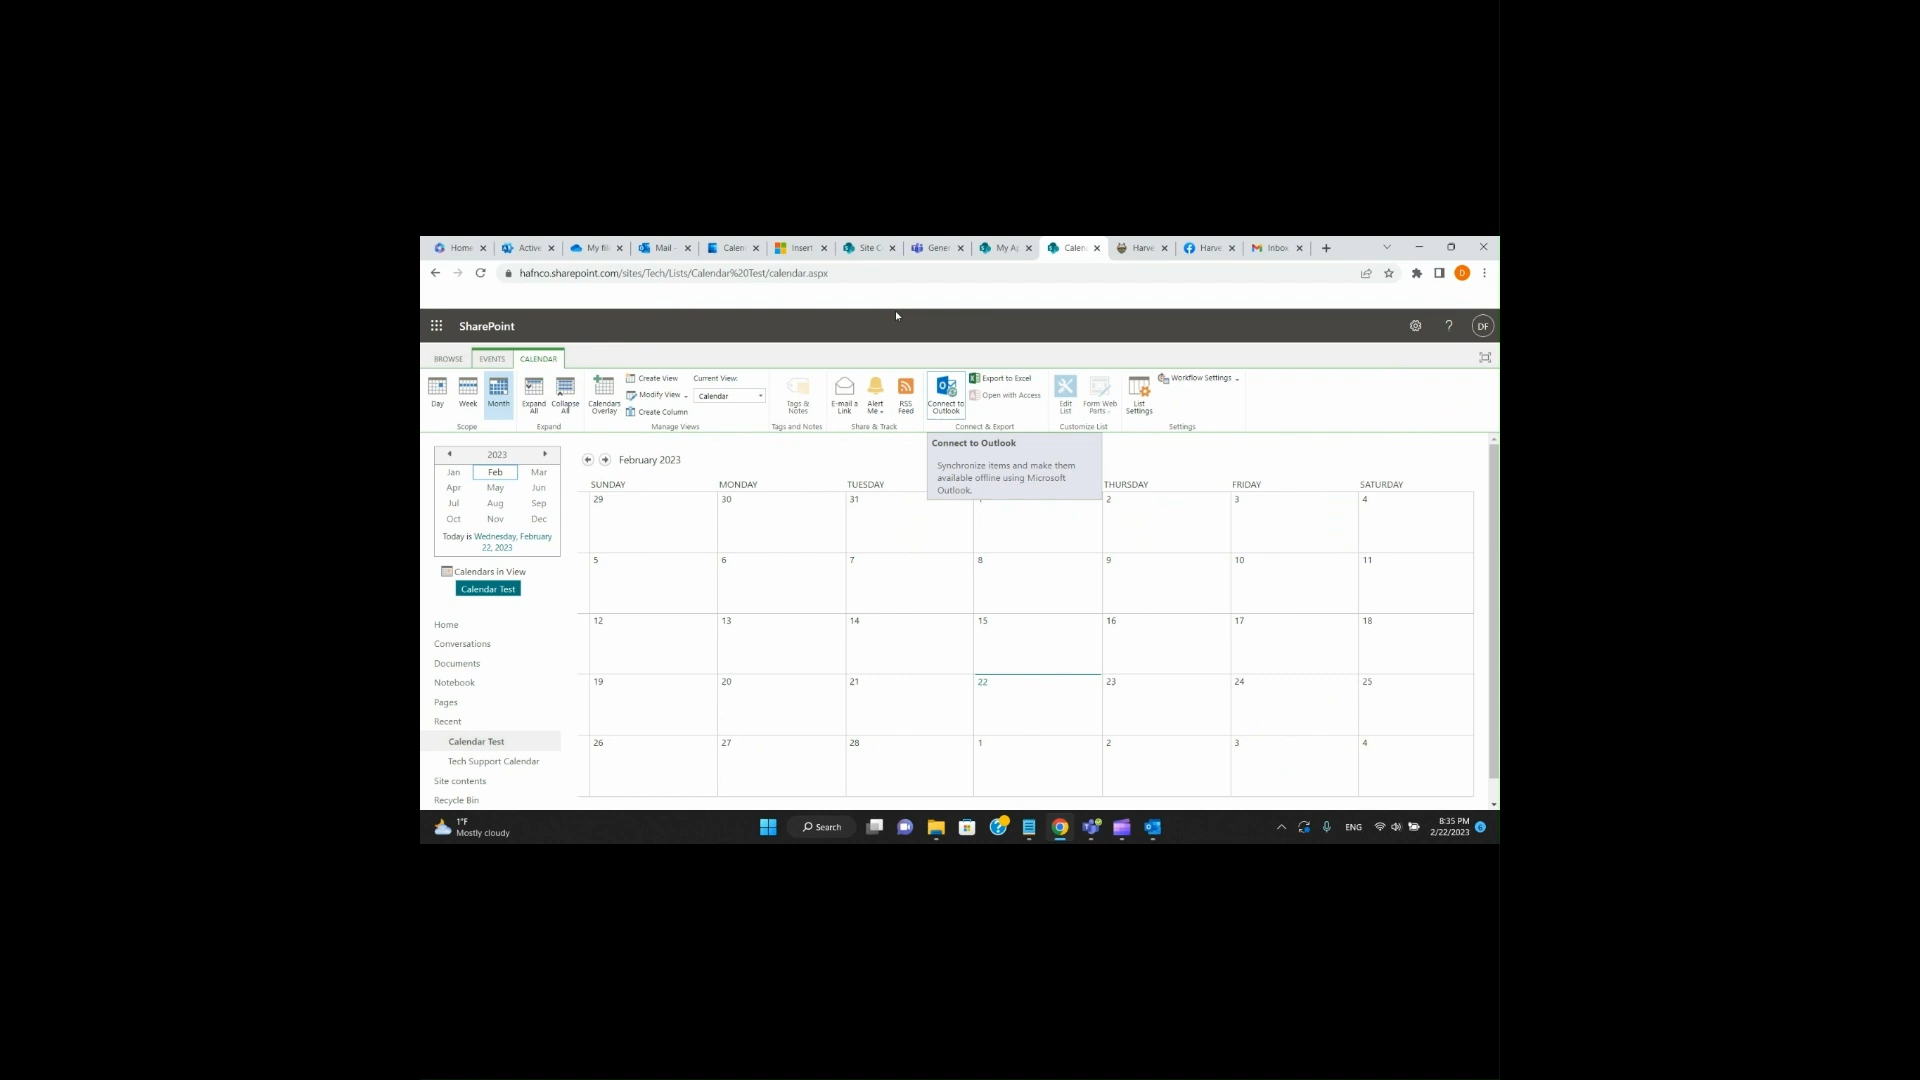 Home
Active
My fil
Mail -
Calen
Insert
Site C
Gener
My Ap
Calen
Harve
Harve
Inbox
hafnco.sharepoint.com/sites/Tech/Lists/Calendar%20Test/calendar.aspx
D
SharePoint
?
DF
BROWSE
EVENTS
CALENDAR
Day
Week
Month
Scope
Expand
All
Collapse
All
Expand
Calendars
Overlay
Create View
Modify View
Create Column
Current View:
Calendar
Manage Views
Tags &
Notes
Tags and Notes
E-mail a
Link
Alert
Me
RSS
Feed
Share & Track
Connect to
Outlook
Export to Excel
Open with Access
Connect & Export
Edit
List
Form Web
Parts
Customize List
List
Settings
Workflow Settings
Settings
Connect to Outlook
Synchronize items and make them
available offline using Microsoft
Outlook.
2023
Jan Feb Mar
Apr May Jun
Jul Aug Sep
Oct Nov Dec
Today is Wednesday, February
22, 2023
Calendars in View
Calendar Test
Home
Conversations
Documents
Notebook
Pages
Recent
Calendar Test
Tech Support Calendar
Site contents
Recycle Bin
February 2023
SUNDAY MONDAY TUESDAY THURSDAY FRIDAY SATURDAY
29 30 31 1 2 3 4
5 6 7 8 9 10 11
12 13 14 15 16 17 18
19 20 21 22 23 24 25
26 27 28 1 2 3 4
1°F
Mostly cloudy
Search
ENG
8:35 PM
2/22/2023
6